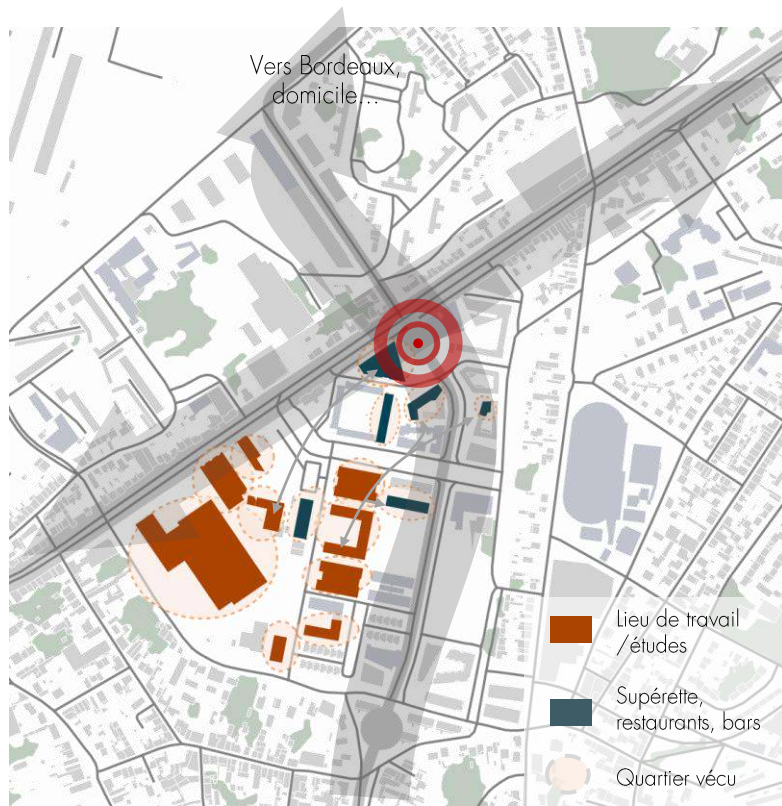 Vers Bordeaux,
domicile...
Lieu de travail
/études
Supérette,
restaurants, bars
Quartier vécu